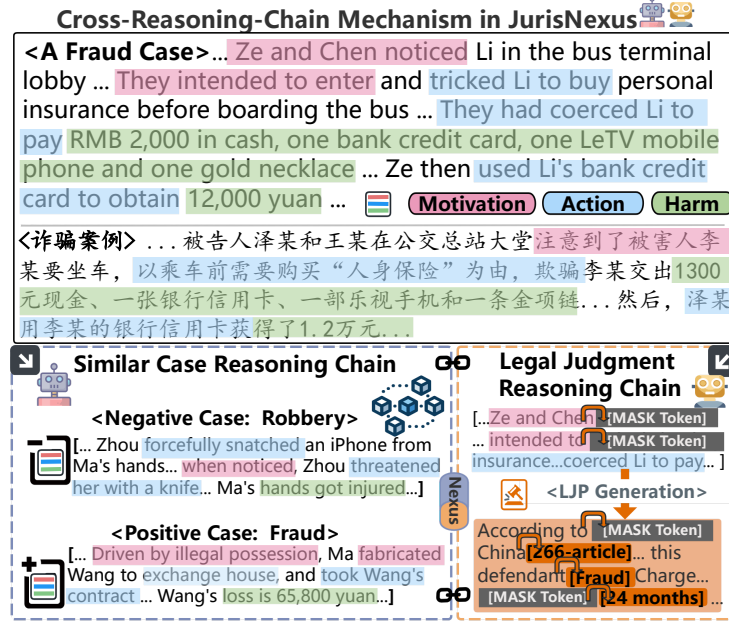 Cross-Reasoning-Chain Mechanism in JurisNexus
<A Fraud Case>... Ze and Chen noticed Li in the bus terminal
lobby ... They intended to enter and tricked Li to buy personal
insurance before boarding the bus ... They had coerced Li to
pay RMB 2,000 in cash, one bank credit card, one LeTV mobile
phone and one gold necklace ... Ze then used Li's bank credit
card to obtain 12,000 yuan ...
Motivation Action Harm
<诈骗案例> ...被告人泽某和王某在公交总站大堂注意到了被害人李
某要坐车，以乘车前需要购买“人身保险”为由，欺骗李某交出1300
元现金、一张银行信用卡、一部乐视手机和一条金项链...然后，泽某
用李某的银行信用卡获得了1.2万元...
Similar Case Reasoning Chain
<Negative Case: Robbery>
[... Zhou forcefully snatched an iPhone from
Ma's hands... when noticed, Zhou threatened
her with a knife... Ma's hands got injured...]
<Positive Case: Fraud>
[... Driven by illegal possession, Ma fabricated
Wang to exchange house, and took Wang's
contract ... Wang's loss is 65,800 yuan...]
Nexus
Legal Judgment
Reasoning Chain
[...Ze and Chen [MASK Token]
... intended to [MASK Token]
insurance...coerced Li to pay... ]
<LJP Generation>
According to [MASK Token]
China[266-article]... this
defendant [Fraud] Charge...
[MASK Token] [24 months] ...